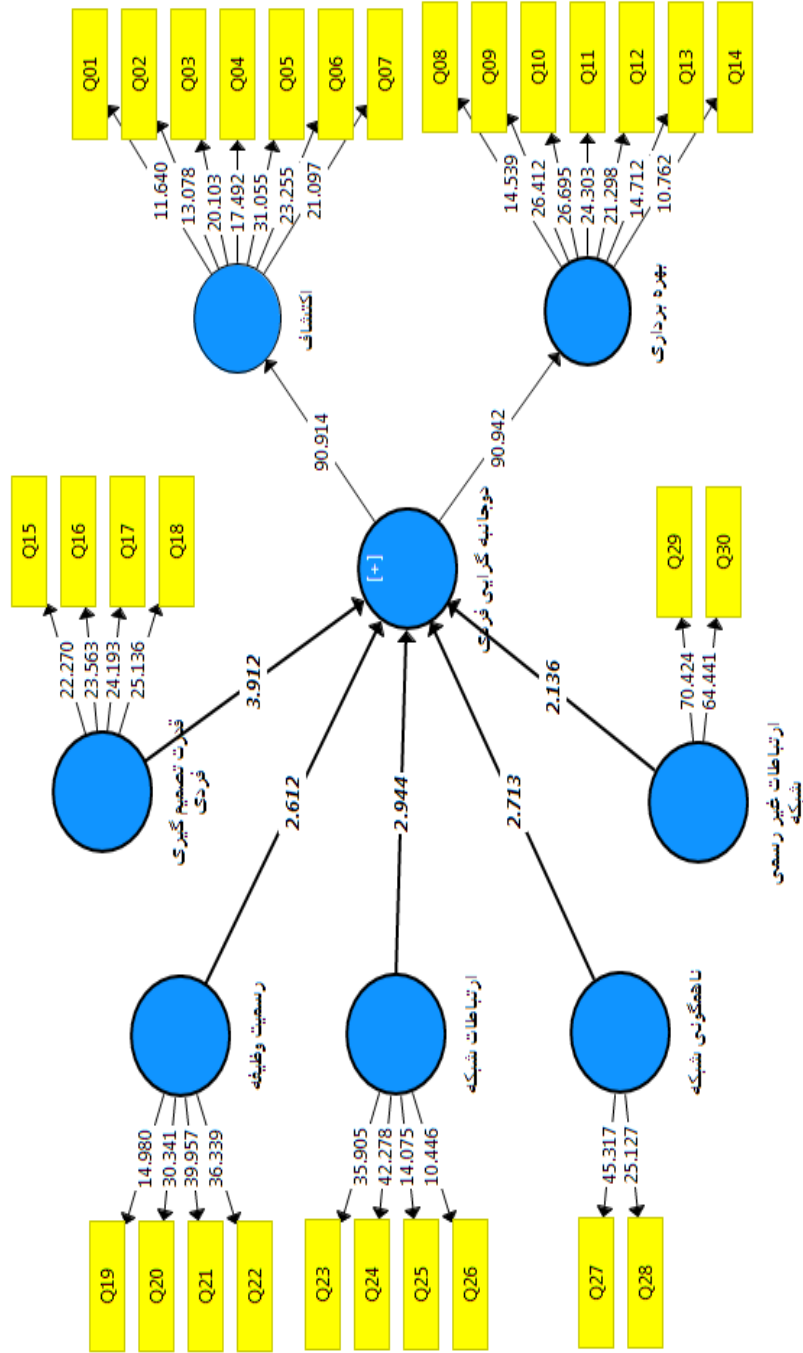 Q01
Q02
Q03
Q04
Q05
Q06
Q07
11.640
13.078
20.103
17.492
31.055
23.255
21.097
اکتشاف
Q08
Q09
Q10
Q11
Q12
Q13
Q14
14.539
26.412
26.695
24.303
21.298
14.712
10.762
بهره برداری
90.914
90.942
[+]
دوجانبه گرایی فردی
Q15
Q16
Q17
Q18
22.270
23.563
24.193
25.136
قدرت تصمیم گیری
فردی
3.912
2.612
2.944
2.713
2.136
Q29
Q30
70.424
64.441
ارتباطات غیر رسمی
شبکه
رسمیت وظیفه
14.980
30.341
39.957
36.339
Q19
Q20
Q21
Q22
ارتباطات شبکه
35.905
42.278
14.075
10.446
Q23
Q24
Q25
Q26
ناهمگونی شبکه
45.317
25.127
Q27
Q28